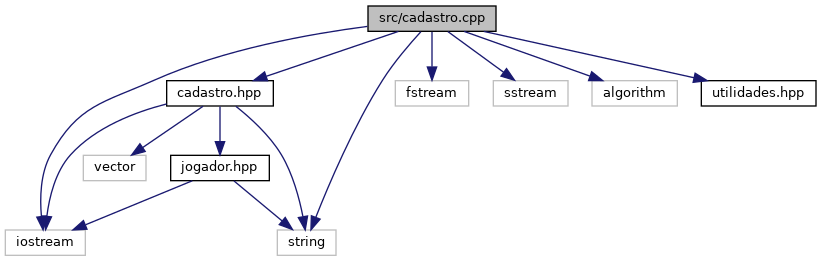 src/cadastro.cpp
cadastro.hpp
fstream
sstream
algorithm
utilidades.hpp
vector
jogador.hpp
iostream
string